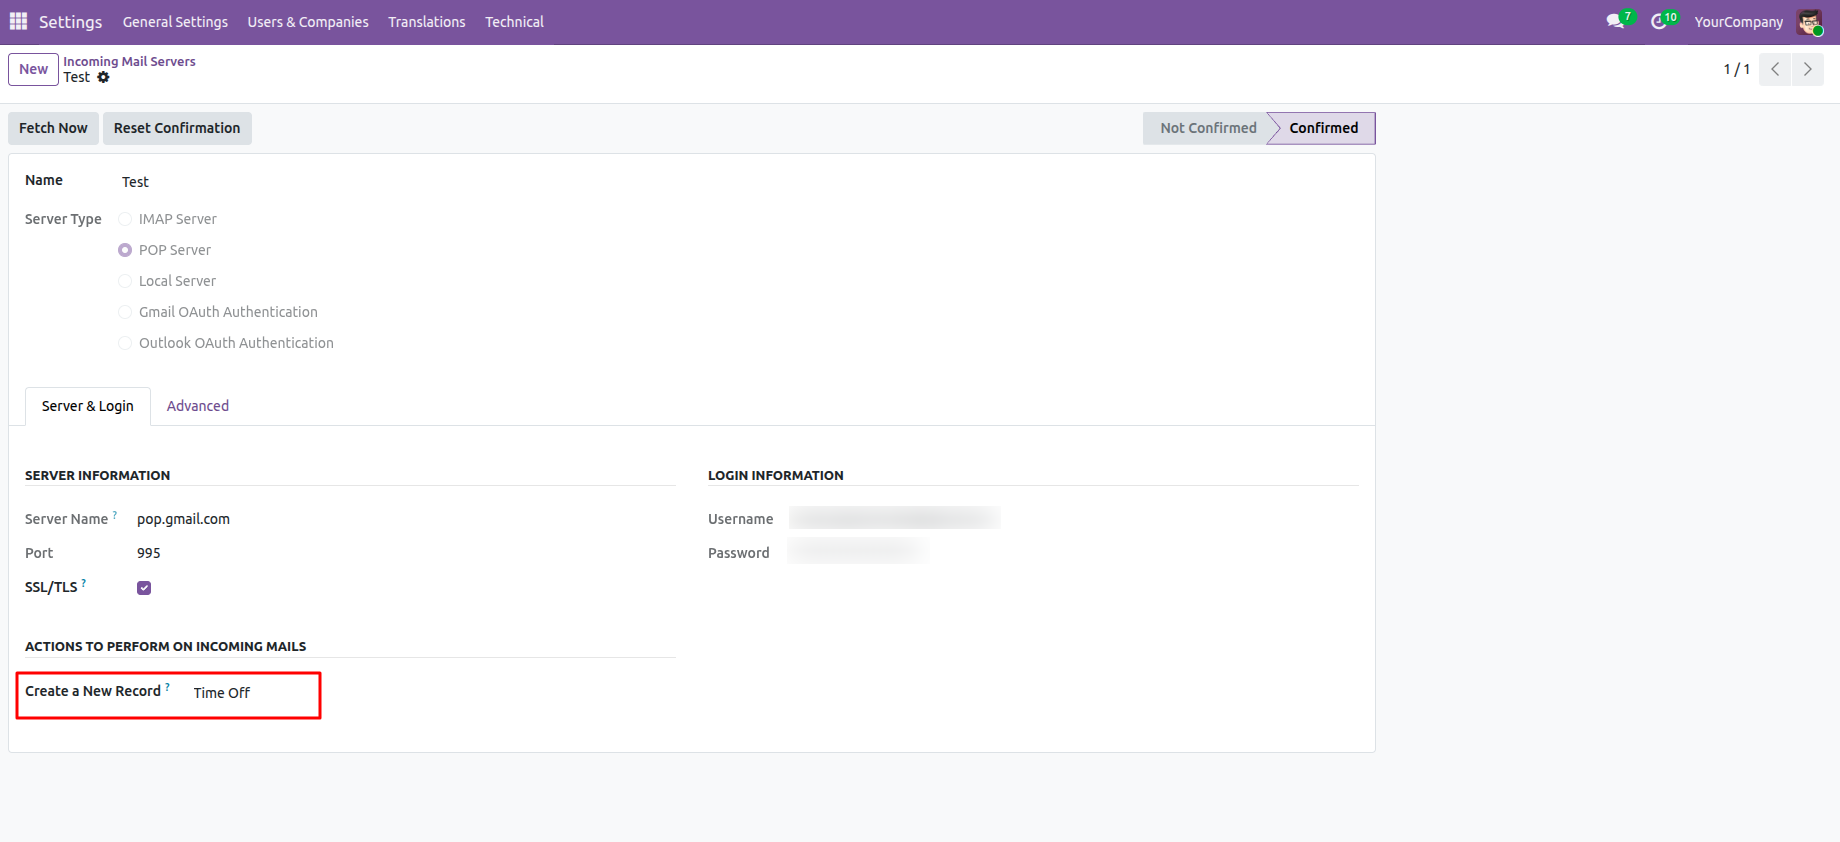 Settings General Settings Users & Companies Translations Technical 7 10 YourCompany
New Incoming Mail Servers
Test 1 / 1
Fetch Now Reset Confirmation Not Confirmed Confirmed
Name Test
Server Type IMAP Server
POP Server
Local Server
Gmail OAuth Authentication
Outlook OAuth Authentication
Server & Login Advanced
SERVER INFORMATION LOGIN INFORMATION
Server Name ? pop.gmail.com Username
Port 995 Password
SSL/TLS ?
ACTIONS TO PERFORM ON INCOMING MAILS
Create a New Record ? Time Off